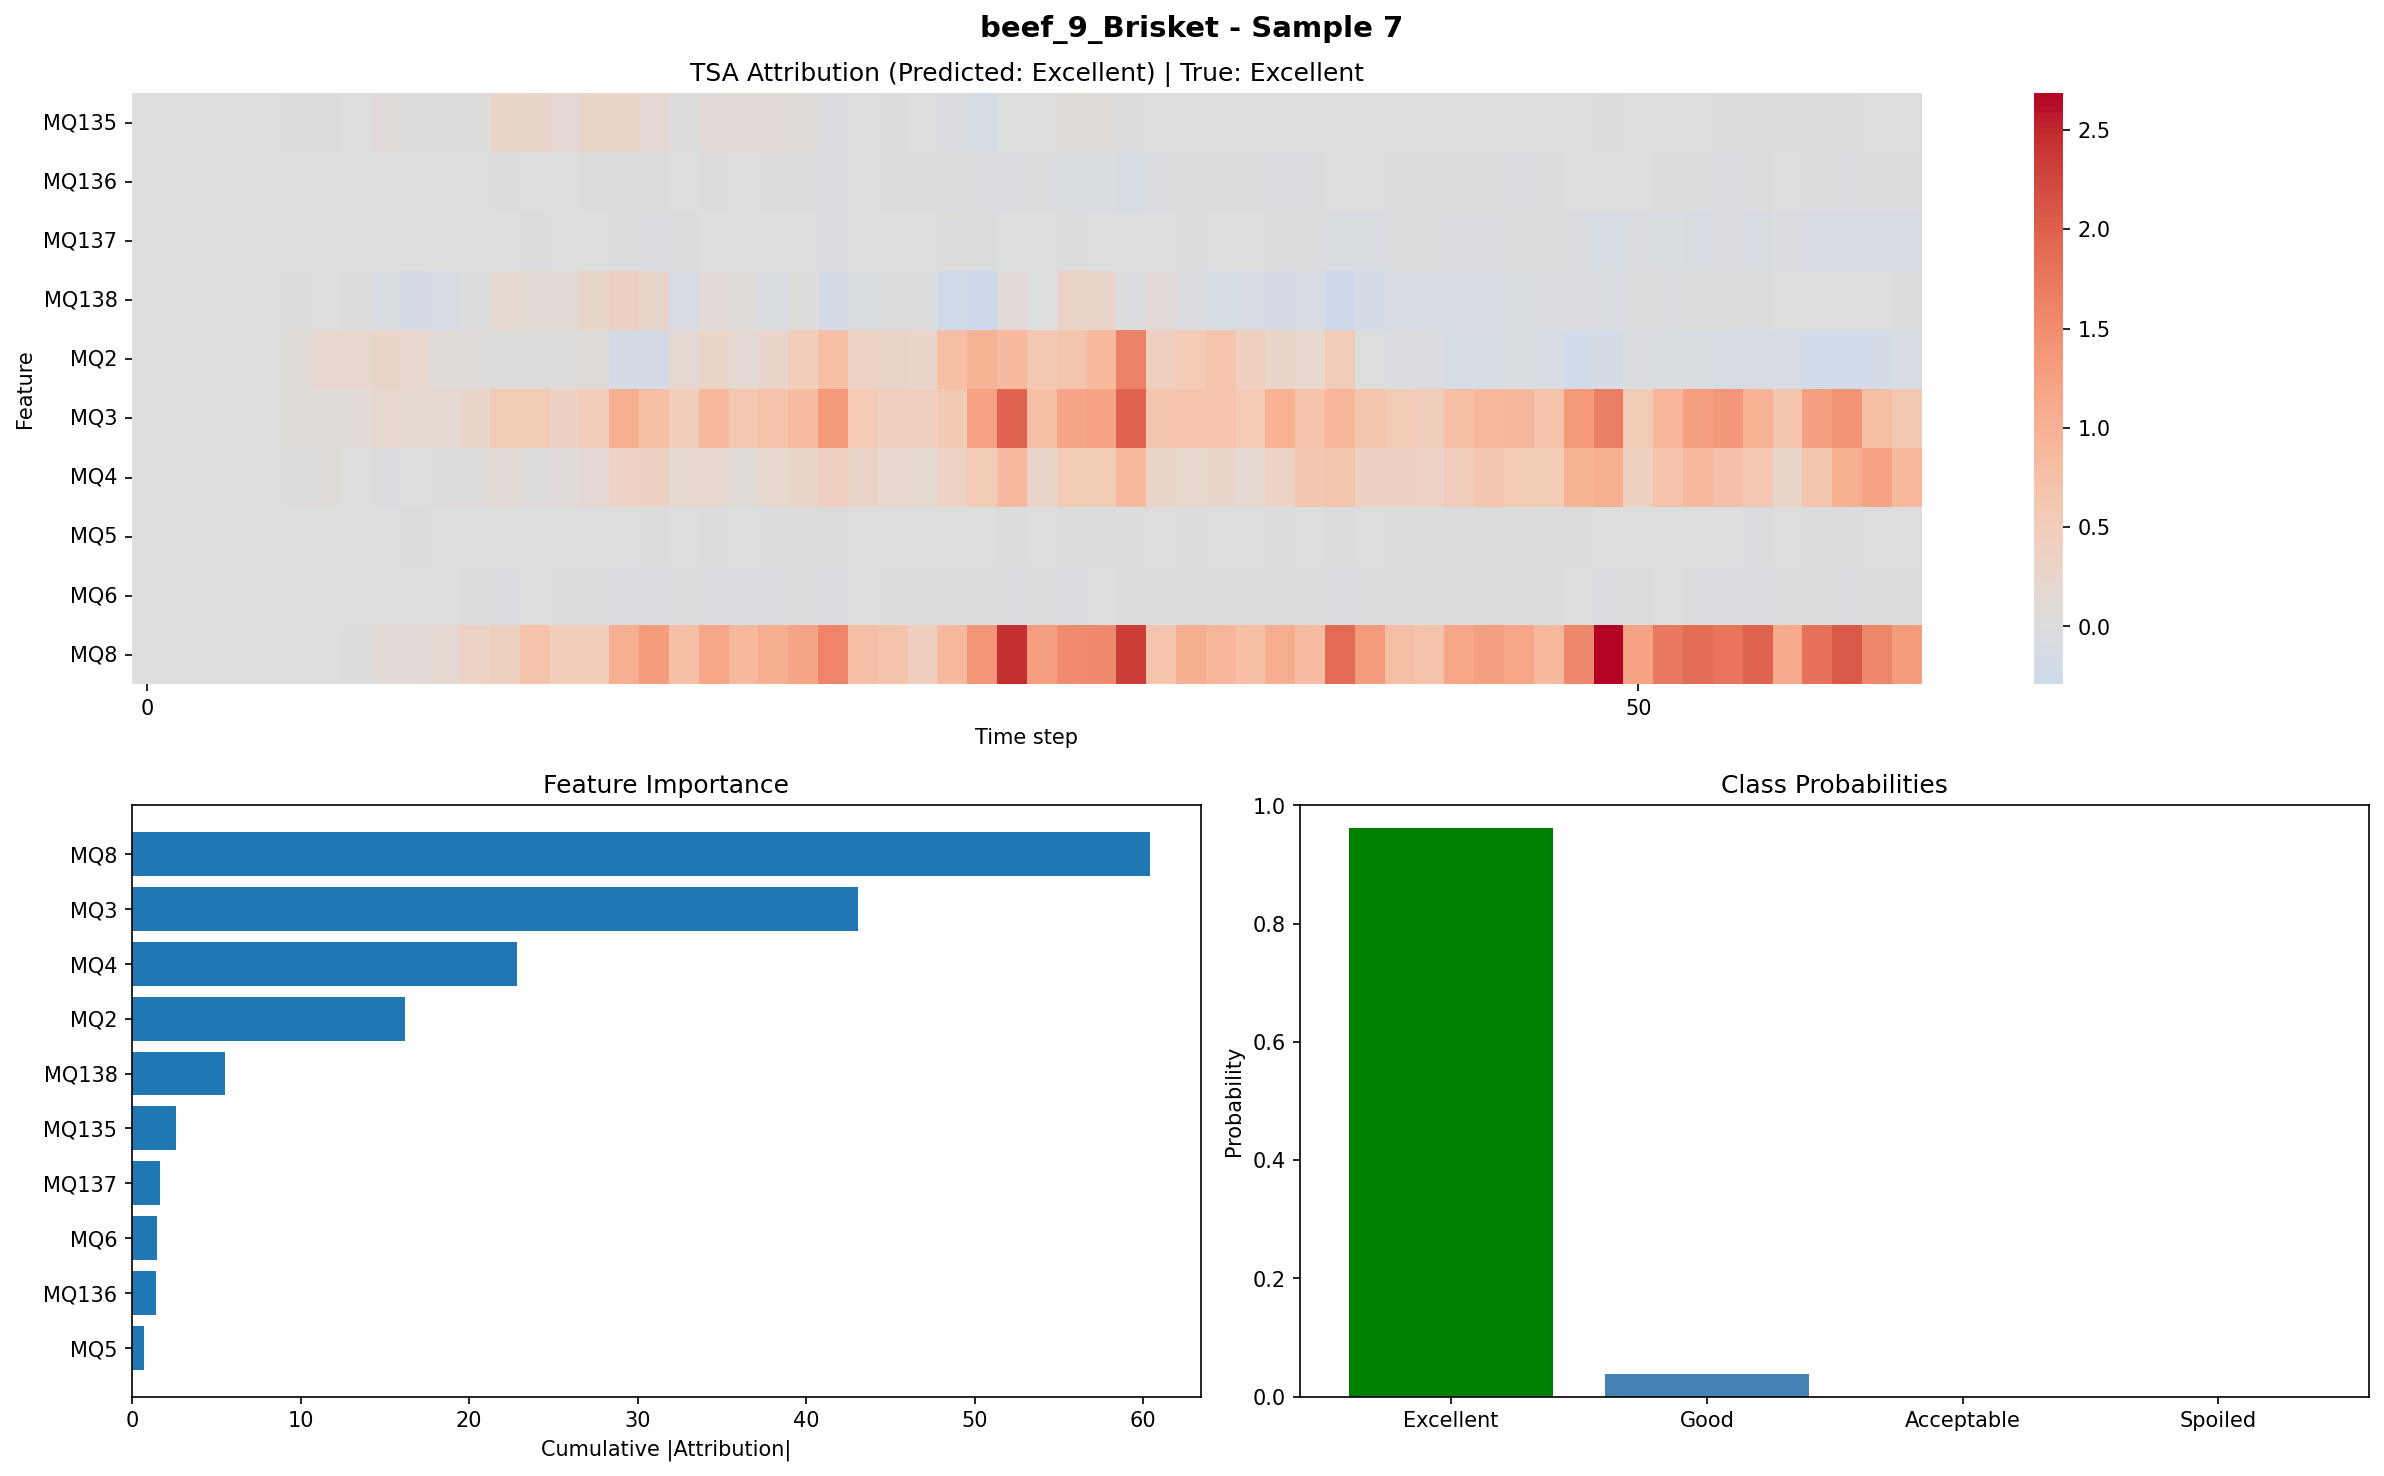 beef_9_Brisket - Sample 7
TSA Attribution (Predicted: Excellent) | True: Excellent
MQ135
MQ136
MQ137
MQ138
MQ2
MQ3
MQ4
MQ5
MQ6
MQ8
Feature
0
50
Time step
2.5
2.0
1.5
1.0
0.5
0.0
Feature Importance
MQ8
MQ3
MQ4
MQ2
MQ138
MQ135
MQ137
MQ6
MQ136
MQ5
0
10
20
30
40
50
60
Cumulative |Attribution|
Class Probabilities
1.0
0.8
0.6
0.4
0.2
0.0
Probability
Excellent
Good
Acceptable
Spoiled